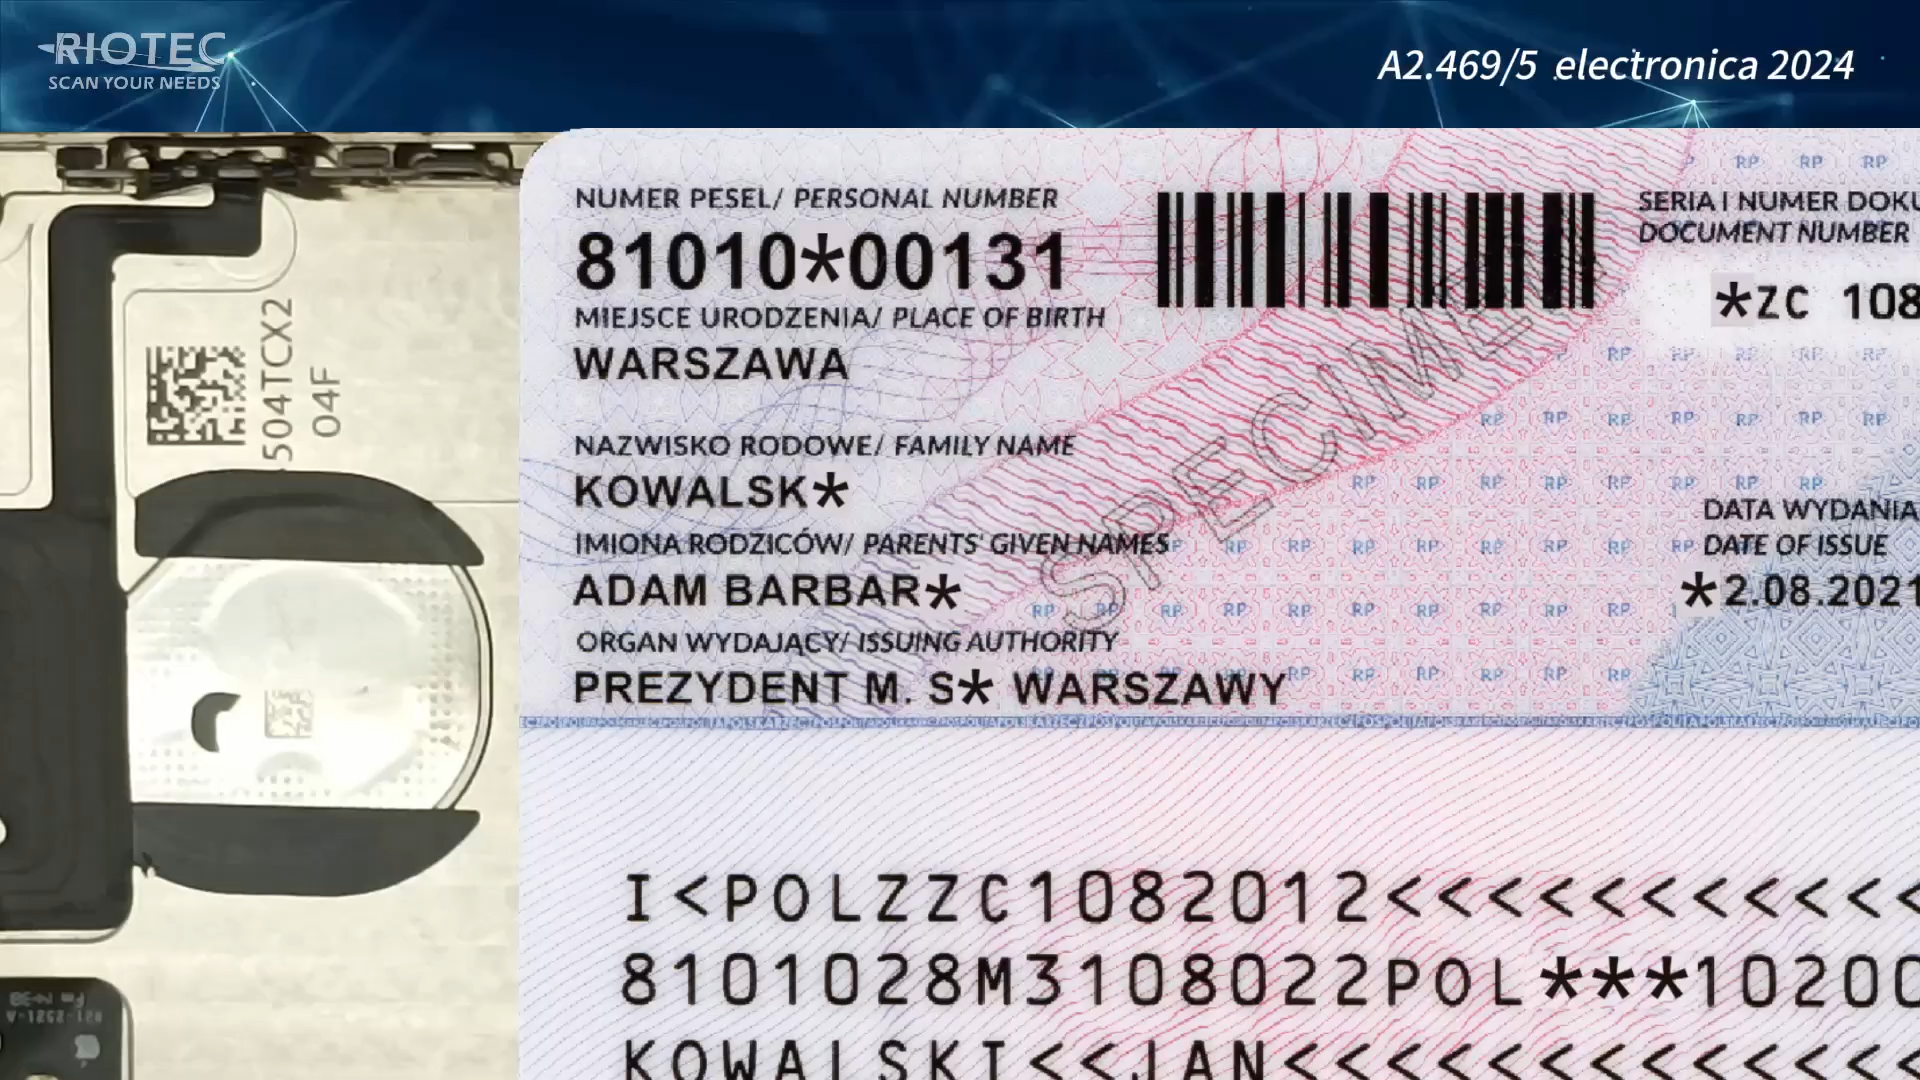 RIOTEC
SCAN YOUR NEEDS
A2.469/5 electronica 2024
504TCX2
04F
NUMER PESEL/ PERSONAL NUMBER
81010*00131
MIEJSCE URODZENIA/ PLACE OF BIRTH
WARSZAWA
NAZWISKO RODOWE/ FAMILY NAME
KOWALSK*
IMIONA RODZICÓW/ PARENTS' GIVEN NAMES
ADAM BARBAR*
ORGAN WYDAJĄCY/ ISSUING AUTHORITY
PREZYDENT M. S* WARSZAWY
SERIA I NUMER DOKU
DOCUMENT NUMBER
*ZC 108
SPECIMEN
DATA WYDANIA
DATE OF ISSUE
*2.08.2021
I<POLZZC1082012<<<<<<<<<<<
8101028M3108022POL***10200
KOWALSKI<<JAN<<<<<<<<<<<<<